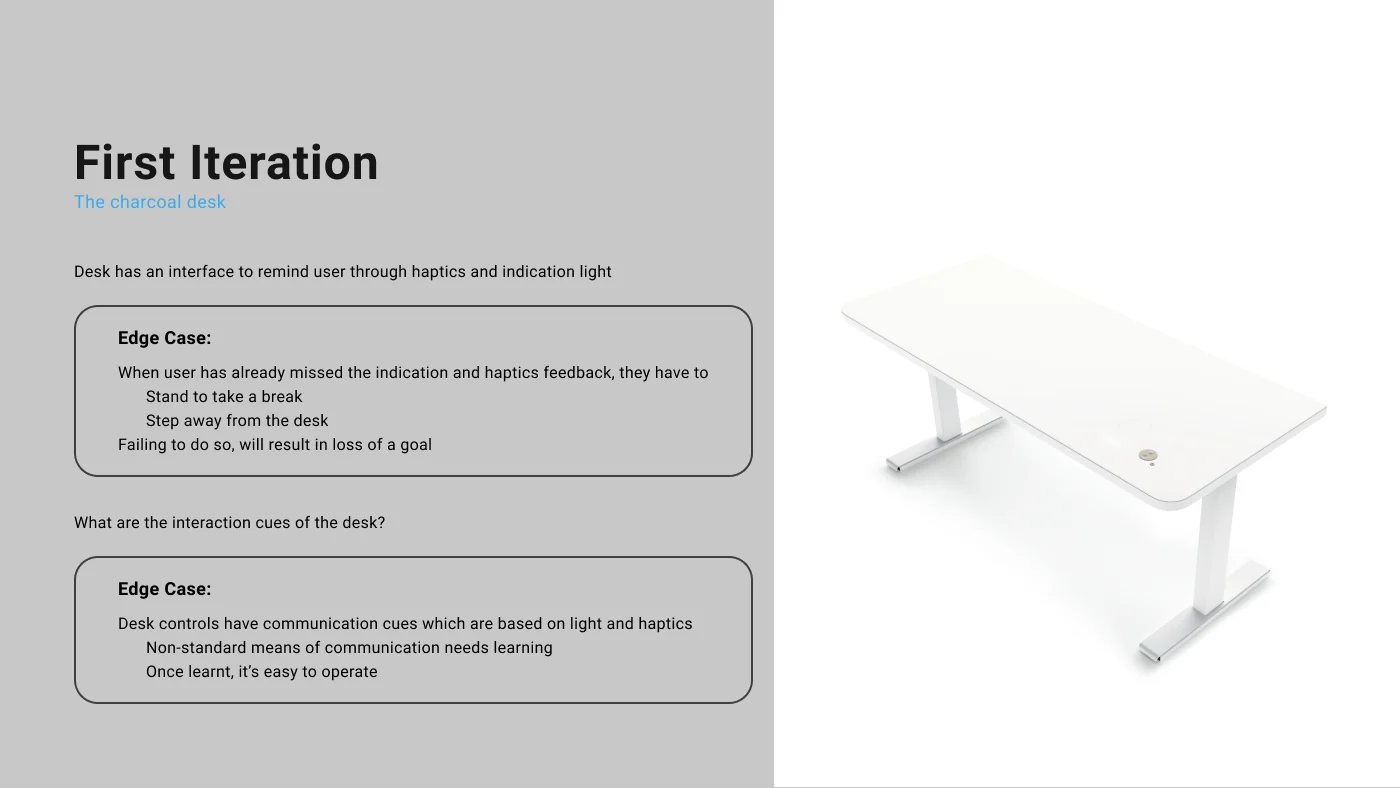 First Iteration
The charcoal desk
Desk has an interface to remind user through haptics and indication light
Edge Case:
When user has already missed the indication and haptics feedback, they have to
Stand to take a break
Step away from the desk
Failing to do so, will result in loss of a goal
What are the interaction cues of the desk?
Edge Case:
Desk controls have communication cues which are based on light and haptics
Non-standard means of communication needs learning
Once learnt, it’s easy to operate